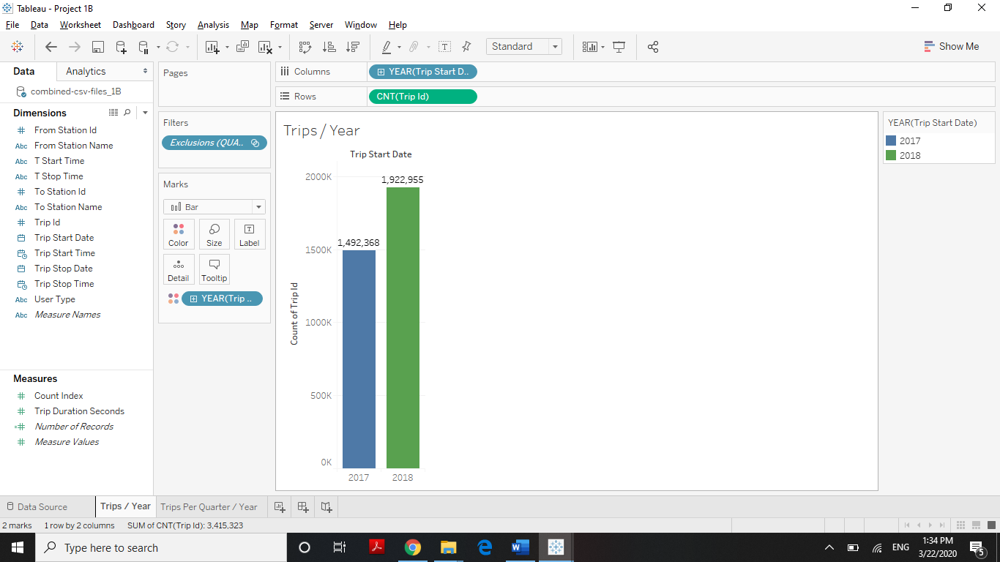 Tableau - Project 1B
File Data Worksheet Dashboard Story Analysis Map Format Server Window Help
Standard
Show Me
Data Analytics
combined-csv-files_1B
Dimensions
From Station Id
Abc From Station Name
Abc T Start Time
Abc T Stop Time
To Station Id
Abc To Station Name
Trip Id
Trip Start Date
Trip Start Time
Trip Stop Date
Trip Stop Time
Abc User Type
Abc Measure Names
Measures
Count Index
Trip Duration Seconds
Number of Records
Measure Values
Pages
Filters
Exclusions (QUA..
Marks
Bar
Color Size Label
Detail Tooltip
YEAR(Trip ..
Columns YEAR(Trip Start D..
Rows CNT(Trip Id)
Trips / Year
Trip Start Date
2000K
1,922,955
1,492,368
1500K
Count of Trip Id
1000K
500K
0K
2017 2018
YEAR(Trip Start Date)
2017
2018
Data Source Trips / Year Trips Per Quarter / Year
2 marks 1 row by 2 columns SUM of CNT(Trip Id): 3,415,323
Type here to search
ENG
1:34 PM
3/22/2020
5